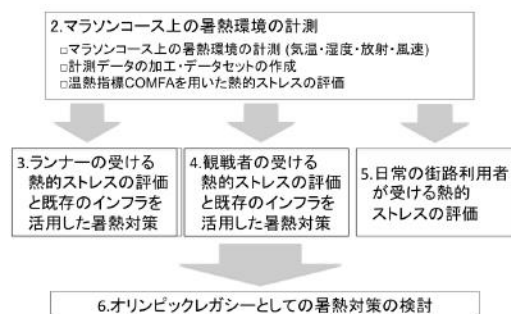 2.マラソンコース上の暑熱環境の計測
□マラソンコース上の暑熱環境の計測 (気温・湿度・放射・風速)
□計測データの加工・データセットの作成
□温熱指標COMFAを用いた熱的ストレスの評価
3.ランナーの受ける
熱的ストレスの評価
と既存のインフラを
活用した暑熱対策
4.観戦者の受ける
熱的ストレスの評価
と既存のインフラを
活用した暑熱対策
5.日常の街路利用者
が受ける熱的
ストレスの評価
6.オリンピックレガシーとしての暑熱対策の検討